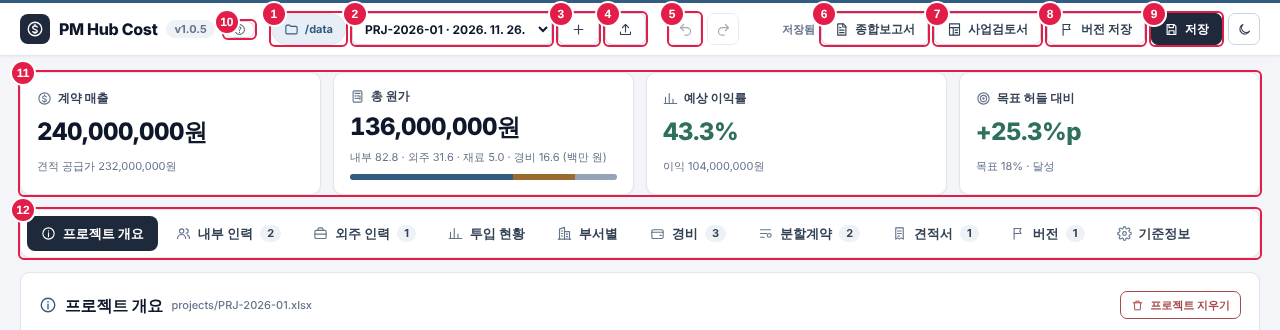 10 1 2 3 4 5 6 7 8 9
PM Hub Cost v1.0.5 /data PRJ-2026-01 · 2026. 11. 26. 저장됨 종합보고서 사업검토서 버전 저장 저장
11
계약 매출
240,000,000원
견적 공급가 232,000,000원
총 원가
136,000,000원
내부 82.8 · 외주 31.6 · 재료 5.0 · 경비 16.6 (백만 원)
예상 이익률
43.3%
이익 104,000,000원
목표 허들 대비
+25.3%p
목표 18% · 달성
12
프로젝트 개요 내부 인력 2 외주 인력 1 투입 현황 부서별 경비 3 분할계약 2 견적서 1 버전 1 기준정보
프로젝트 개요 projects/PRJ-2026-01.xlsx 프로젝트 지우기